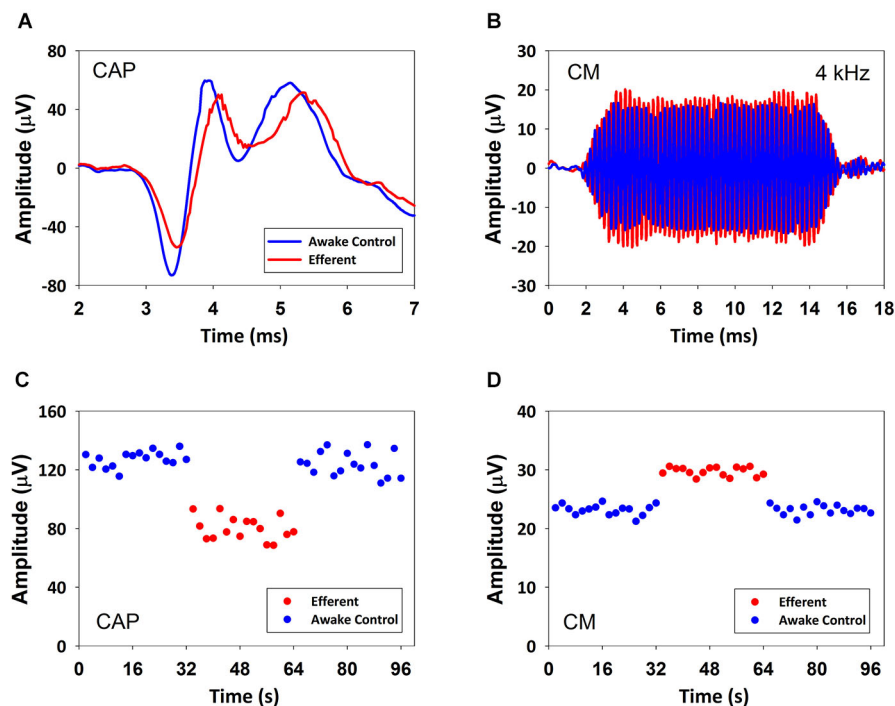 A
CAP
Amplitude (µV)
80
40
0
-40
-80
Awake Control
Efferent
2 3 4 5 6 7
Time (ms)
B
CM
4 kHz
Amplitude (µV)
30
20
10
0
-10
-20
-30
0 2 4 6 8 10 12 14 16 18
Time (ms)
C
Amplitude (µV)
160
120
80
40
0
CAP
Efferent
Awake Control
0 16 32 48 64 80 96
Time (s)
D
Amplitude (µV)
40
30
20
10
0
CM
Efferent
Awake Control
0 16 32 48 64 80 96
Time (s)